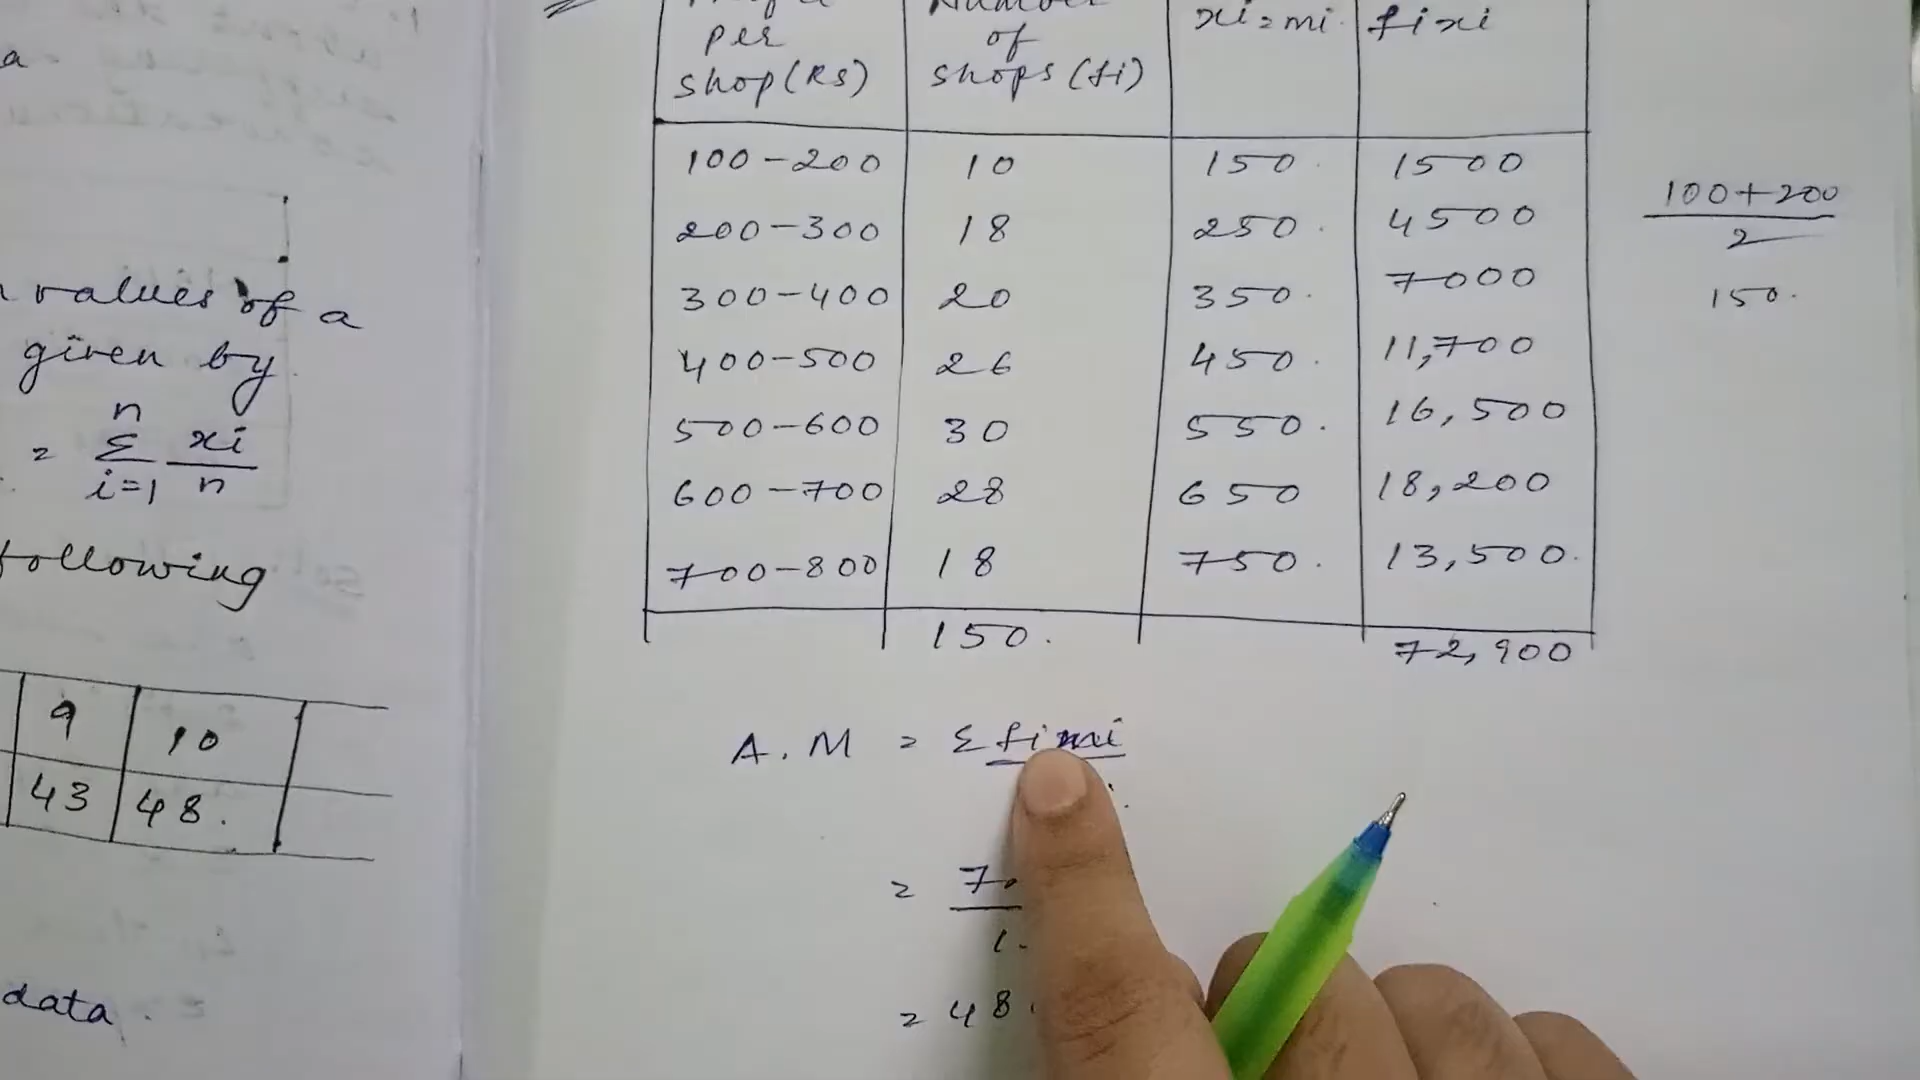 a
values of a
given by
= n Σ i=1 xi/n
following
9 10
43 48.
data.
per shop (Rs) of shops (fi) xi = mi fixi
100-200 10 150. 1500
200-300 18 250. 4500
300-400 20 350. 7000
400-500 26 450. 11,700
500-600 30 550. 16,500
600-700 28 650 18,200
700-800 18 750. 13,500.
150. 72,900
A.M = Σ
=
= 48
100+200
2
150.